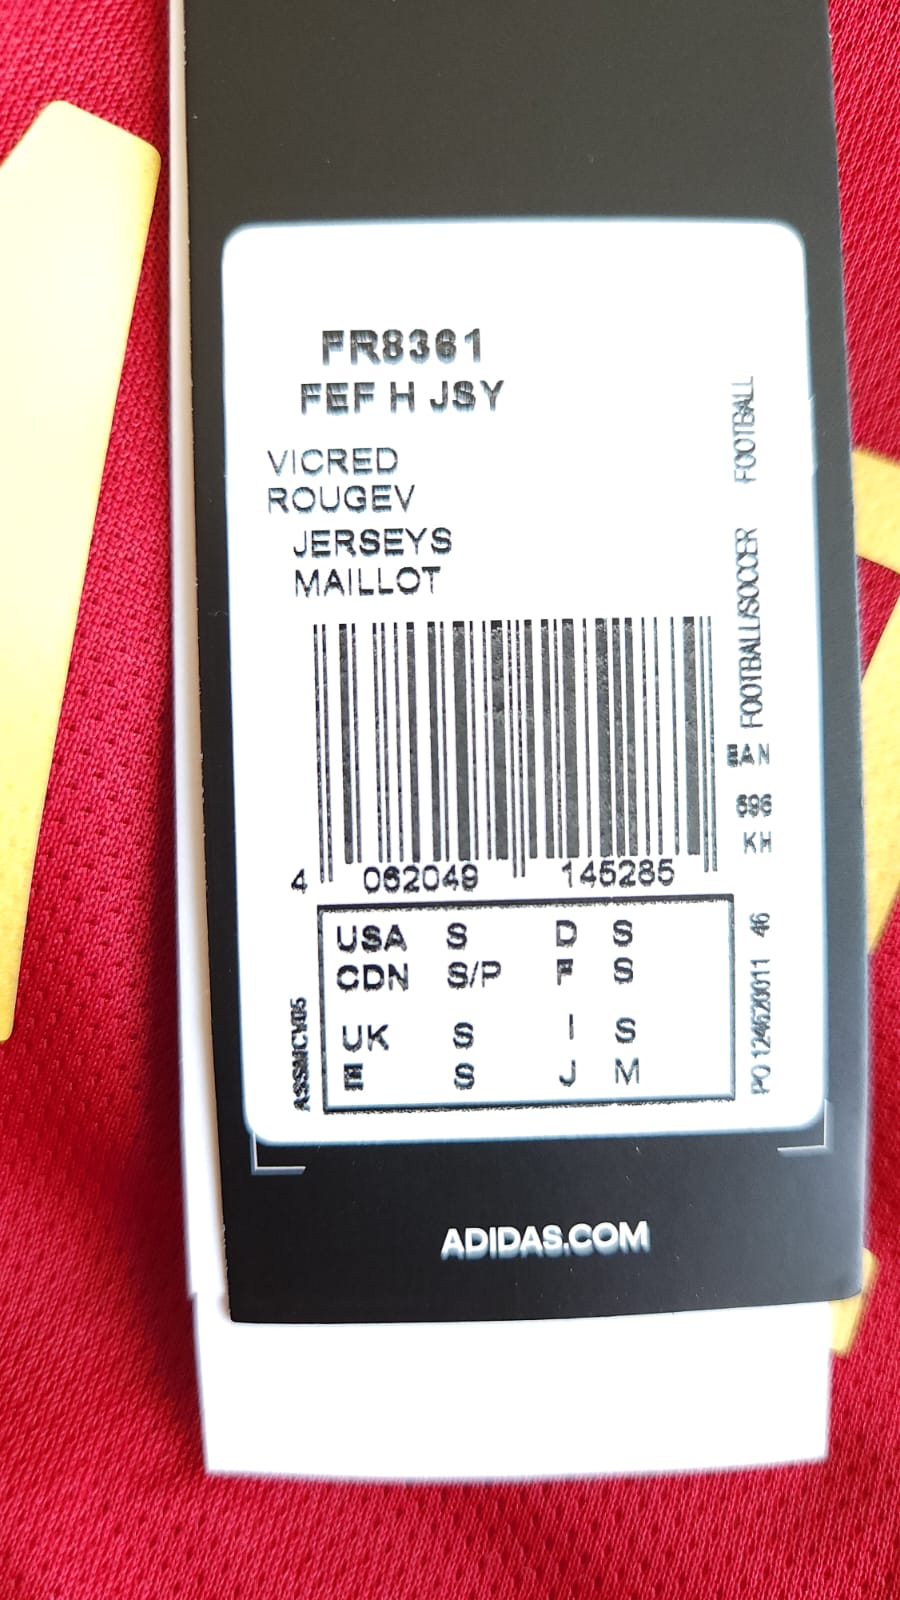 FR8361
FEF H JSY
VICRED
ROUGEV
JERSEYS
MAILLOT
FOOTBALL/SOCCER FOOTBALL
EAN
696
KH
4 062049 145285
USA S D S
CDN S/P F S
UK S I S
E S J M
PO 124620011 46
ADIDAS.COM